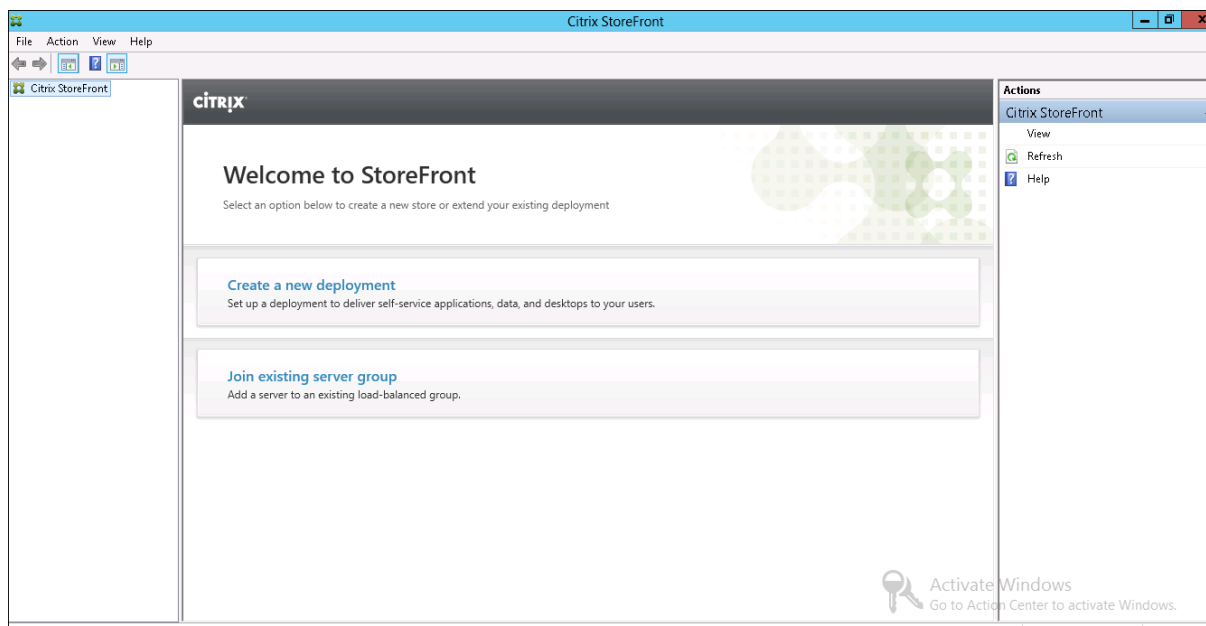 Citrix StoreFront
File Action View Help
Citrix StoreFront
CİTRIX
Welcome to StoreFront
Select an option below to create a new store or extend your existing deployment
Create a new deployment
Set up a deployment to deliver self-service applications, data, and desktops to your users.
Join existing server group
Add a server to an existing load-balanced group.
Actions
Citrix StoreFront
View
Refresh
Help
Activate Windows
Go to Action Center to activate Windows.